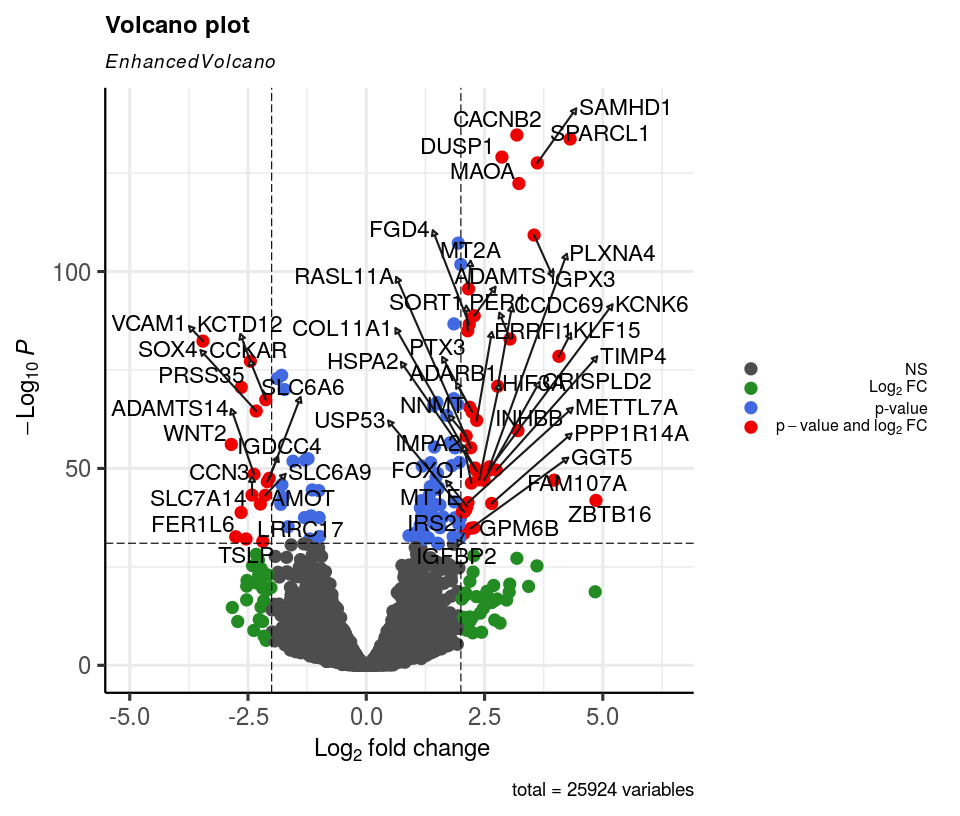 Volcano plot
EnhancedVolcano
SAMHD1
CACNB2
SPARCL1
DUSP1
MAOA
FGD4
MT2A
PLXNA4
RASL11A
ADAMTS1
GPX3
SORT1
PER1
CCDC69
KCNK6
VCAM1
KCTD12
COL11A1
ERRFI1
KLF15
SOX4
CCKAR
PTX3
HSPA2
TIMP4
PRSS35
SLC6A6
ADARB1
HIF3A
CRISPLD2
ADAMTS14
NNMT
METTL7A
USP53
INHBB
WNT2
IGDCC4
IMPA2
PPP1R14A
CCN3
SLC6A9
GGT5
FAM107A
SLC7A14
AMOT
MT1E
ZBTB16
FER1L6
LRRC17
IRS2
GPM6B
TSLP
IGFBP2
100
50
0
−Log10 P
-5.0 -2.5 0.0 2.5 5.0
Log2 fold change
total = 25924 variables
NS
Log2 FC
p-value
p − value and log2 FC